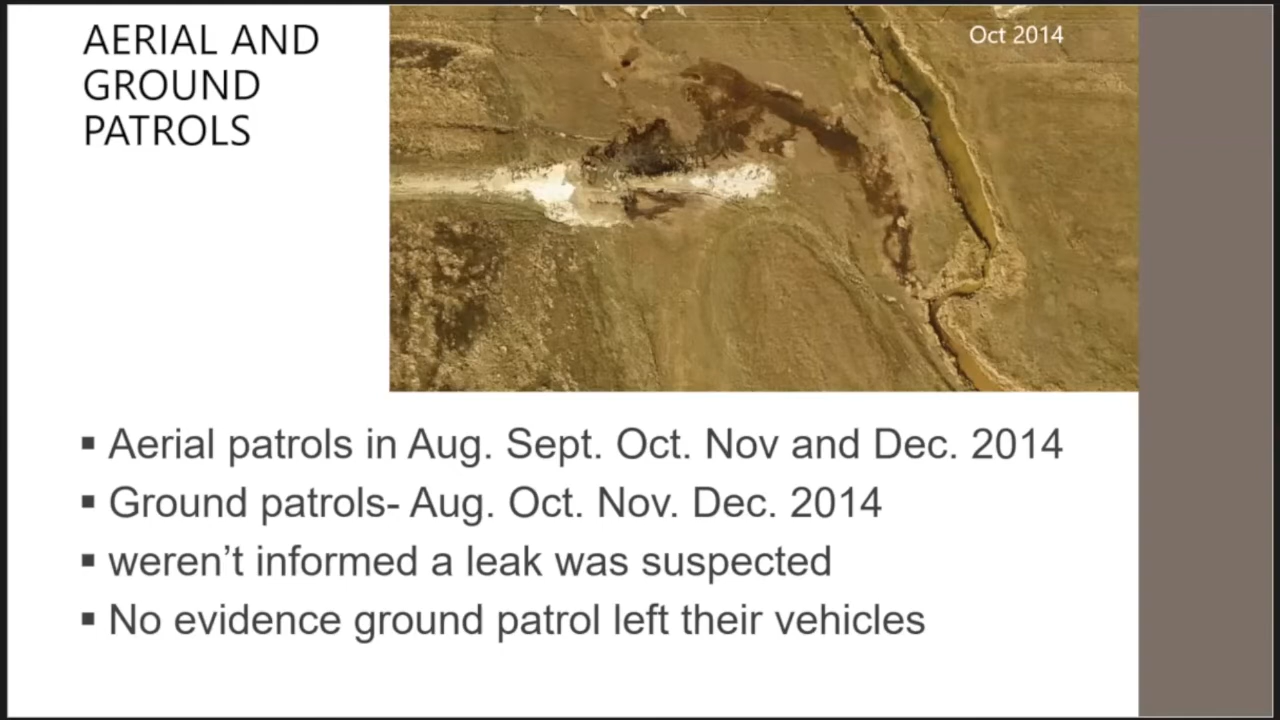 AERIAL AND
GROUND
PATROLS
Oct 2014
▪ Aerial patrols in Aug. Sept. Oct. Nov and Dec. 2014
▪ Ground patrols- Aug. Oct. Nov. Dec. 2014
▪ weren’t informed a leak was suspected
▪ No evidence ground patrol left their vehicles